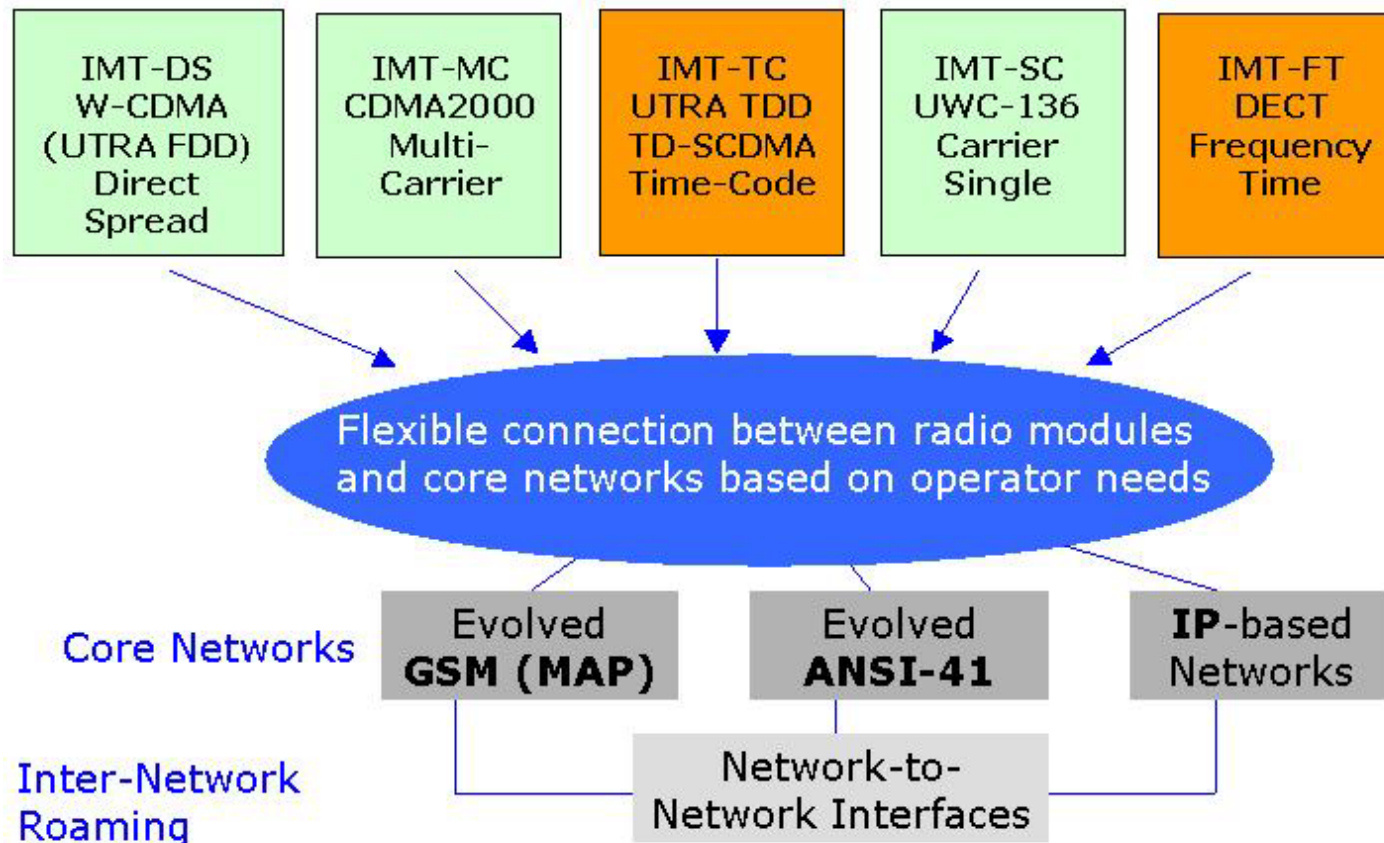 IMT-DS
W-CDMA
(UTRA FDD)
Direct
Spread
IMT-MC
CDMA2000
Multi-
Carrier
IMT-TC
UTRA TDD
TD-SCDMA
Time-Code
IMT-SC
UWC-136
Carrier
Single
IMT-FT
DECT
Frequency
Time
Flexible connection between radio modules
and core networks based on operator needs
Core Networks
Evolved
GSM (MAP)
Evolved
ANSI-41
IP-based
Networks
Inter-Network
Roaming
Network-to-
Network Interfaces